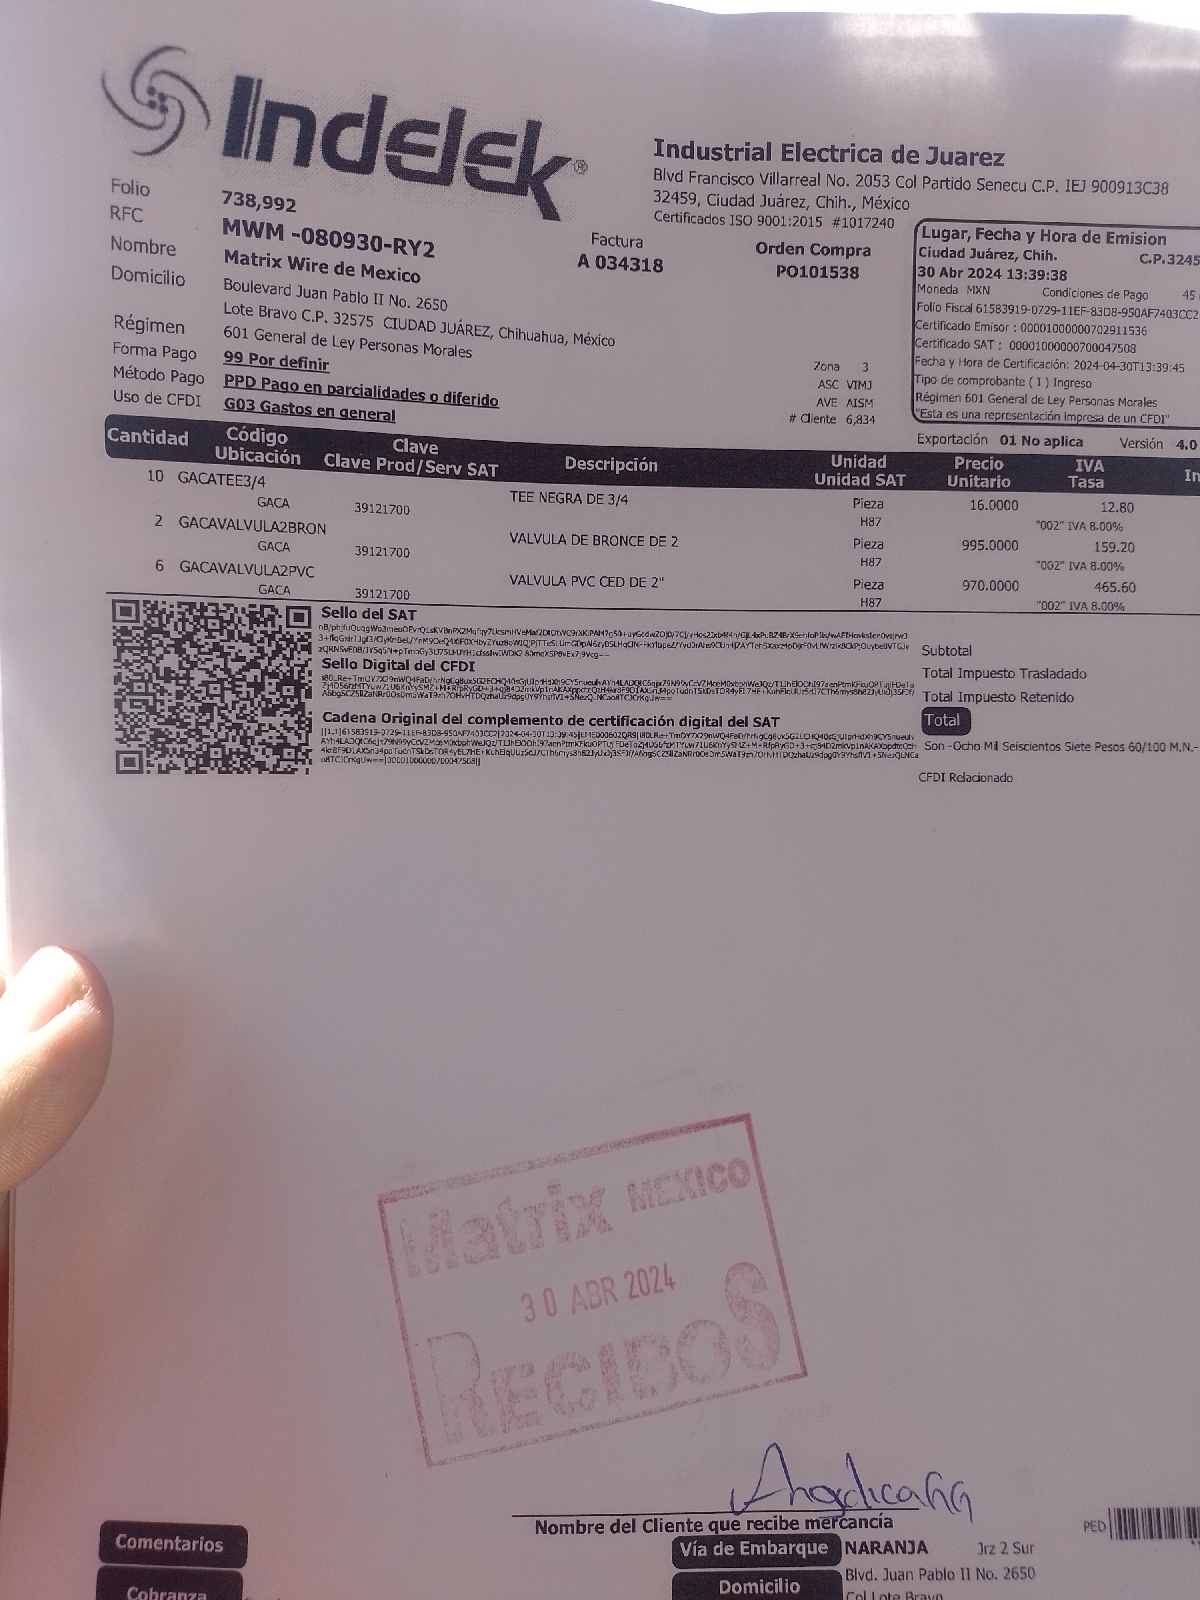 Indelek®
Industrial Electrica de Juarez
Blvd Francisco Villarreal No. 2053 Col Partido Senecu C.P. IEJ 900913C38
32459, Ciudad Juárez, Chih., México
Certificados ISO 9001:2015 #1017240
Folio 738,992
RFC MWM -080930-RY2
Nombre Matrix Wire de Mexico
Domicilio Boulevard Juan Pablo II No. 2650
Lote Bravo C.P. 32575 CIUDAD JUÁREZ, Chihuahua, México
Régimen 601 General de Ley Personas Morales
Forma Pago 99 Por definir
Método Pago PPD Pago en parcialidades o diferido
Uso de CFDI G03 Gastos en general
Factura
A 034318
Orden Compra
PO101538
Zona 3
ASC VIMJ
AVE AISM
# Cliente 6,834
Lugar, Fecha y Hora de Emision
Ciudad Juárez, Chih. C.P.3245
30 Abr 2024 13:39:38
Moneda MXN Condiciones de Pago 45
Folio Fiscal 61583919-0729-11EF-83D8-950AF7403CC2
Certificado Emisor : 00001000000702911536
Certificado SAT : 00001000000700047508
Fecha y Hora de Certificación: 2024-04-30T13:39:45
Tipo de comprobante ( I ) Ingreso
Régimen 601 General de Ley Personas Morales
"Esta es una representación impresa de un CFDI"
Exportación 01 No aplica Versión 4.0
Cantidad Código Ubicación Clave Clave Prod/Serv SAT Descripción Unidad Unidad SAT Precio Unitario IVA Tasa
10 GACATEE3/4 TEE NEGRA DE 3/4 Pieza 16.0000 12.80
GACA 39121700 H87 "002" IVA 8.00%
2 GACAVALVULA2BRON VALVULA DE BRONCE DE 2 Pieza 995.0000 159.20
GACA 39121700 H87 "002" IVA 8.00%
6 GACAVALVULA2PVC VALVULA PVC CED DE 2" Pieza 970.0000 465.60
GACA 39121700 H87 "002" IVA 8.00%
Sello del SAT
Sello Digital del CFDI
Cadena Original del complemento de certificación digital del SAT
Subtotal
Total Impuesto Trasladado
Total Impuesto Retenido
Total
Son -Ocho Mil Seiscientos Siete Pesos 60/100 M.N.-
CFDI Relacionado
Matrix MEXICO
30 ABR 2024
RECIBOS
Nombre del Cliente que recibe mercancía
PED
Comentarios
Vía de Embarque NARANJA Jrz 2 Sur
Cobranza
Domicilio Blvd. Juan Pablo II No. 2650
Col Lote Bravo